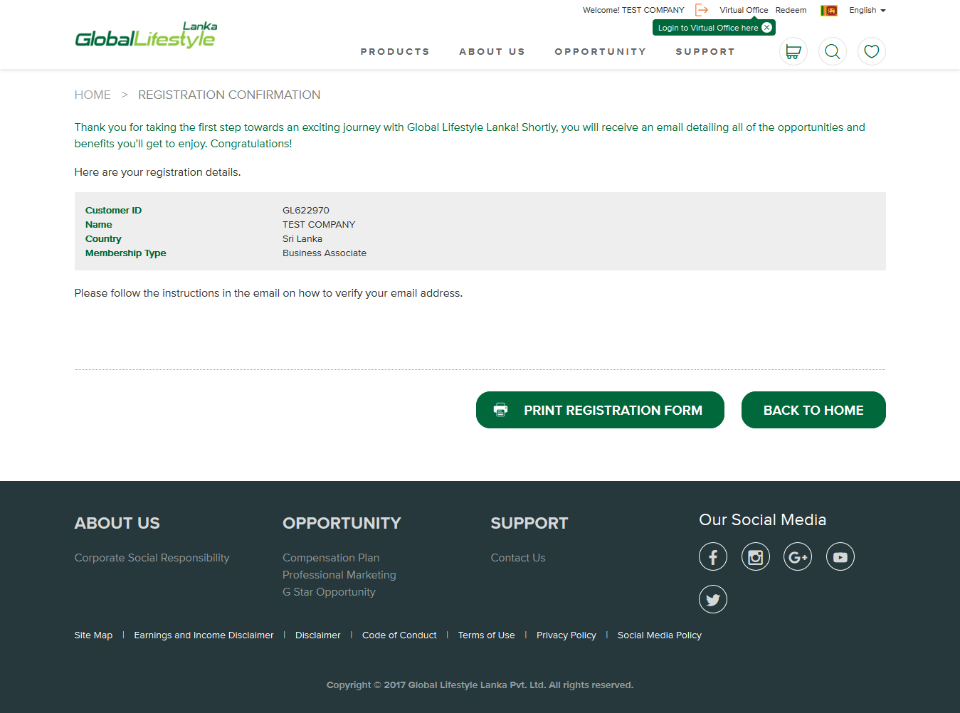 Welcome! TEST COMPANY Virtual Office Redeem English
Login to Virtual Office here
Lanka
GlobalLifestyle
PRODUCTS ABOUT US OPPORTUNITY SUPPORT
HOME > REGISTRATION CONFIRMATION
Thank you for taking the first step towards an exciting journey with Global Lifestyle Lanka! Shortly, you will receive an email detailing all of the opportunities and
benefits you'll get to enjoy. Congratulations!
Here are your registration details.
Customer ID GL622970
Name TEST COMPANY
Country Sri Lanka
Membership Type Business Associate
Please follow the instructions in the email on how to verify your email address.
PRINT REGISTRATION FORM BACK TO HOME
ABOUT US OPPORTUNITY SUPPORT Our Social Media
Corporate Social Responsibility Compensation Plan Contact Us
Professional Marketing
G Star Opportunity
Site Map | Earnings and Income Disclaimer | Disclaimer | Code of Conduct | Terms of Use | Privacy Policy | Social Media Policy
Copyright © 2017 Global Lifestyle Lanka Pvt. Ltd. All rights reserved.